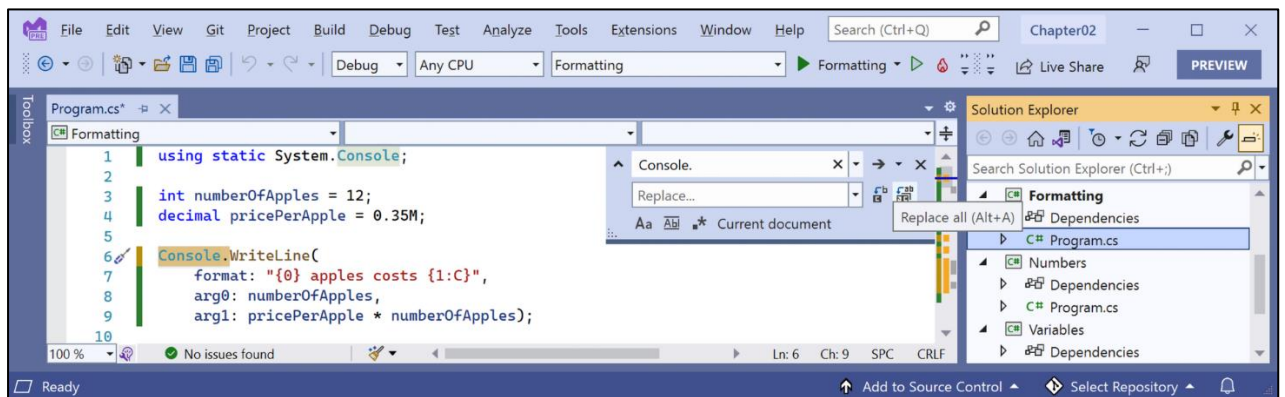 PRE File Edit View Git Project Build Debug Test Analyze Tools Extensions Window Help Search (Ctrl+Q) Chapter02
Debug Any CPU Formatting Formatting Live Share PREVIEW
Toolbox
Program.cs*
C# Formatting
1 using static System.Console;
2
3 int numberOfApples = 12;
4 decimal pricePerApple = 0.35M;
5
6 Console.WriteLine(
7 format: "{0} apples costs {1:C}",
8 arg0: numberOfApples,
9 arg1: pricePerApple * numberOfApples);
10
Console.
Replace...
Aa Ab .* Current document
Replace all (Alt+A)
100 % No issues found Ln: 6 Ch: 9 SPC CRLF
Solution Explorer
Search Solution Explorer (Ctrl+;)
C# Formatting
Dependencies
C# Program.cs
C# Numbers
Dependencies
C# Program.cs
C# Variables
Dependencies
Ready Add to Source Control Select Repository